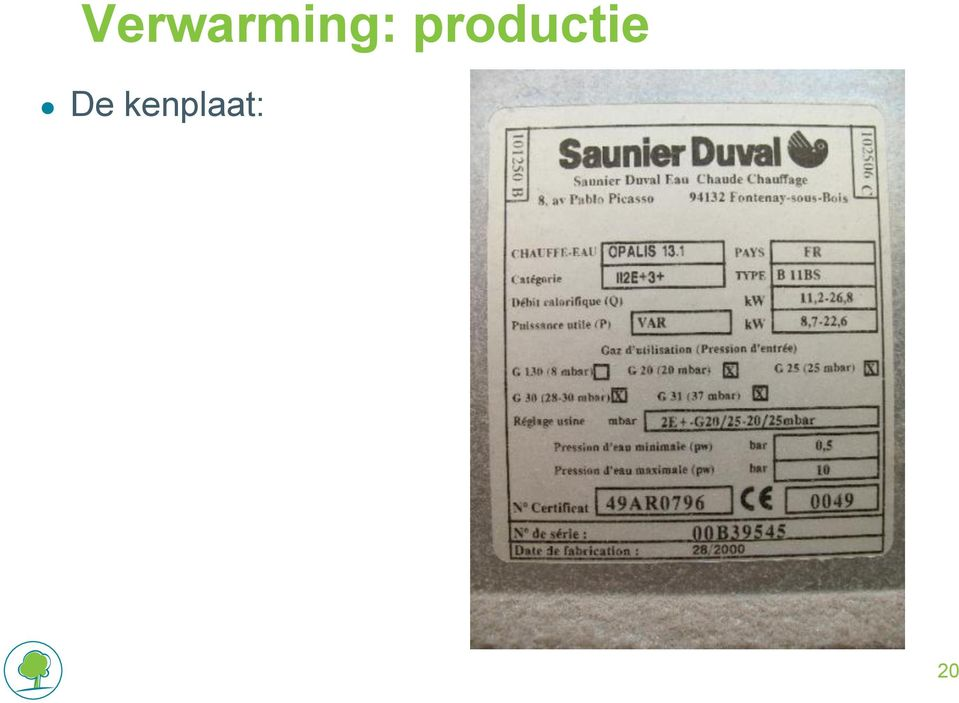 Verwarming: productie
● De kenplaat:
101250 B
102506 C
Saunier Duval
Saunier Duval Eau Chaude Chauffage
8, av Pablo Picasso 94132 Fontenay-sous-Bois
CHAUFFE-EAU OPALIS 13.1 PAYS FR
Catégorie II2E+3+ TYPE B 11BS
Débit calorifique (Q) kW 11,2-26,8
Puissance utile (P) VAR kW 8,7-22,6
Gaz d'utilisation (Pression d'entrée)
G 130 (8 mbar) G 20 (20 mbar) X G 25 (25 mbar) X
G 30 (28-30 mbar) X G 31 (37 mbar) X
Réglage usine mbar 2E+-G20/25-20/25mbar
Pression d'eau minimale (pw) bar 0,5
Pression d'eau maximale (pw) bar 10
N° Certificat 49AR0796 CE 0049
N° de série : 00B39545
Date de fabrication : 28/2000
20